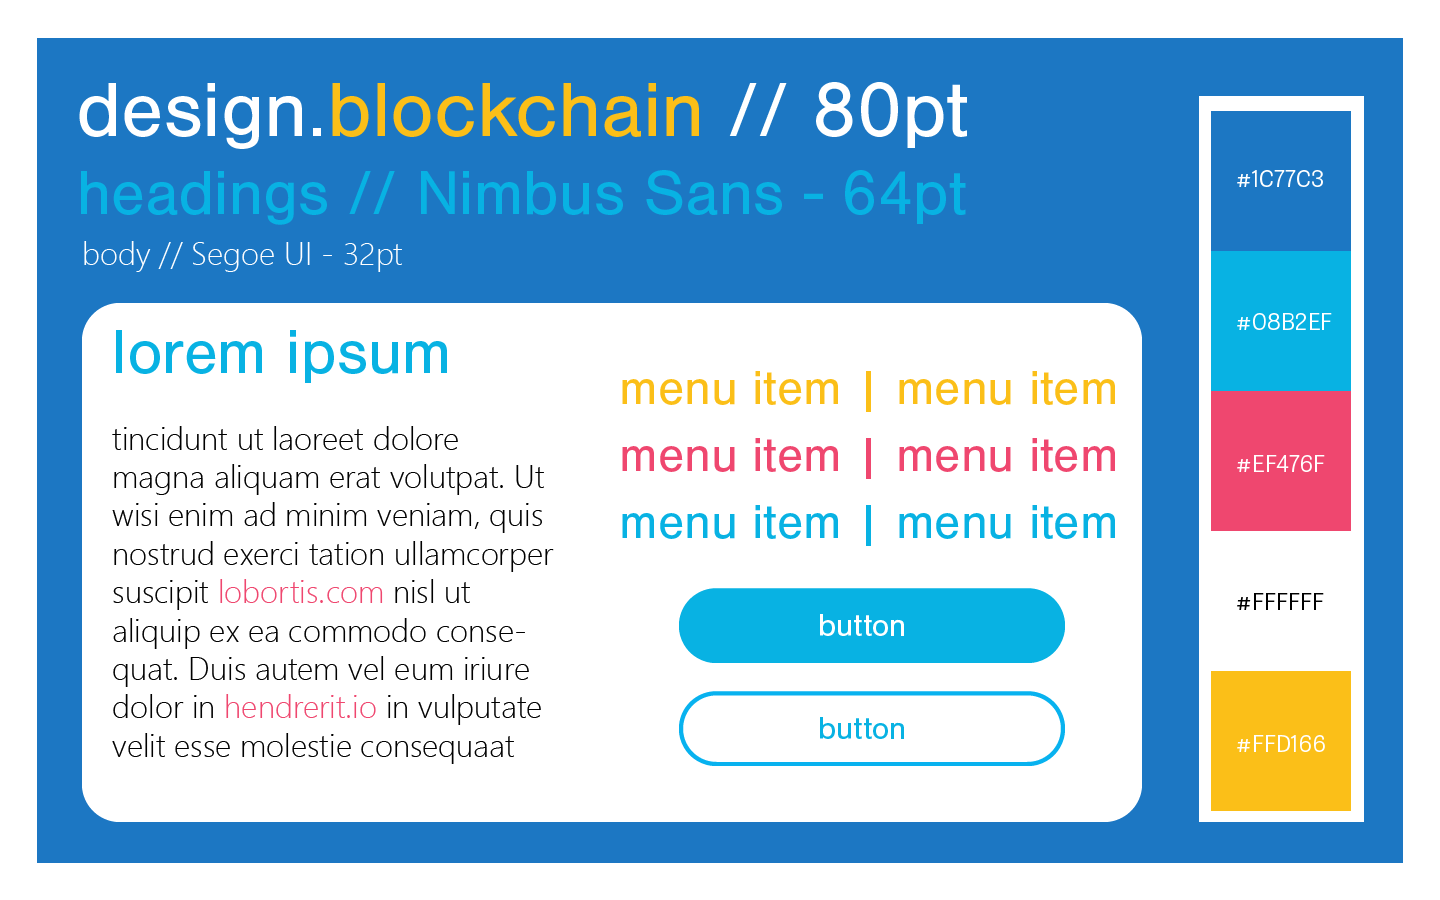 design.blockchain // 80pt
headings // Nimbus Sans - 64pt
body // Segoe UI - 32pt
lorem ipsum
tincidunt ut laoreet dolore
magna aliquam erat volutpat. Ut
wisi enim ad minim veniam, quis
nostrud exerci tation ullamcorper
suscipit lobortis.com nisl ut
aliquip ex ea commodo conse-
quat. Duis autem vel eum iriure
dolor in hendrerit.io in vulputate
velit esse molestie consequaat
menu item | menu item
menu item | menu item
menu item | menu item
button
button
#1C77C3
#08B2EF
#EF476F
#FFFFFF
#FFD166